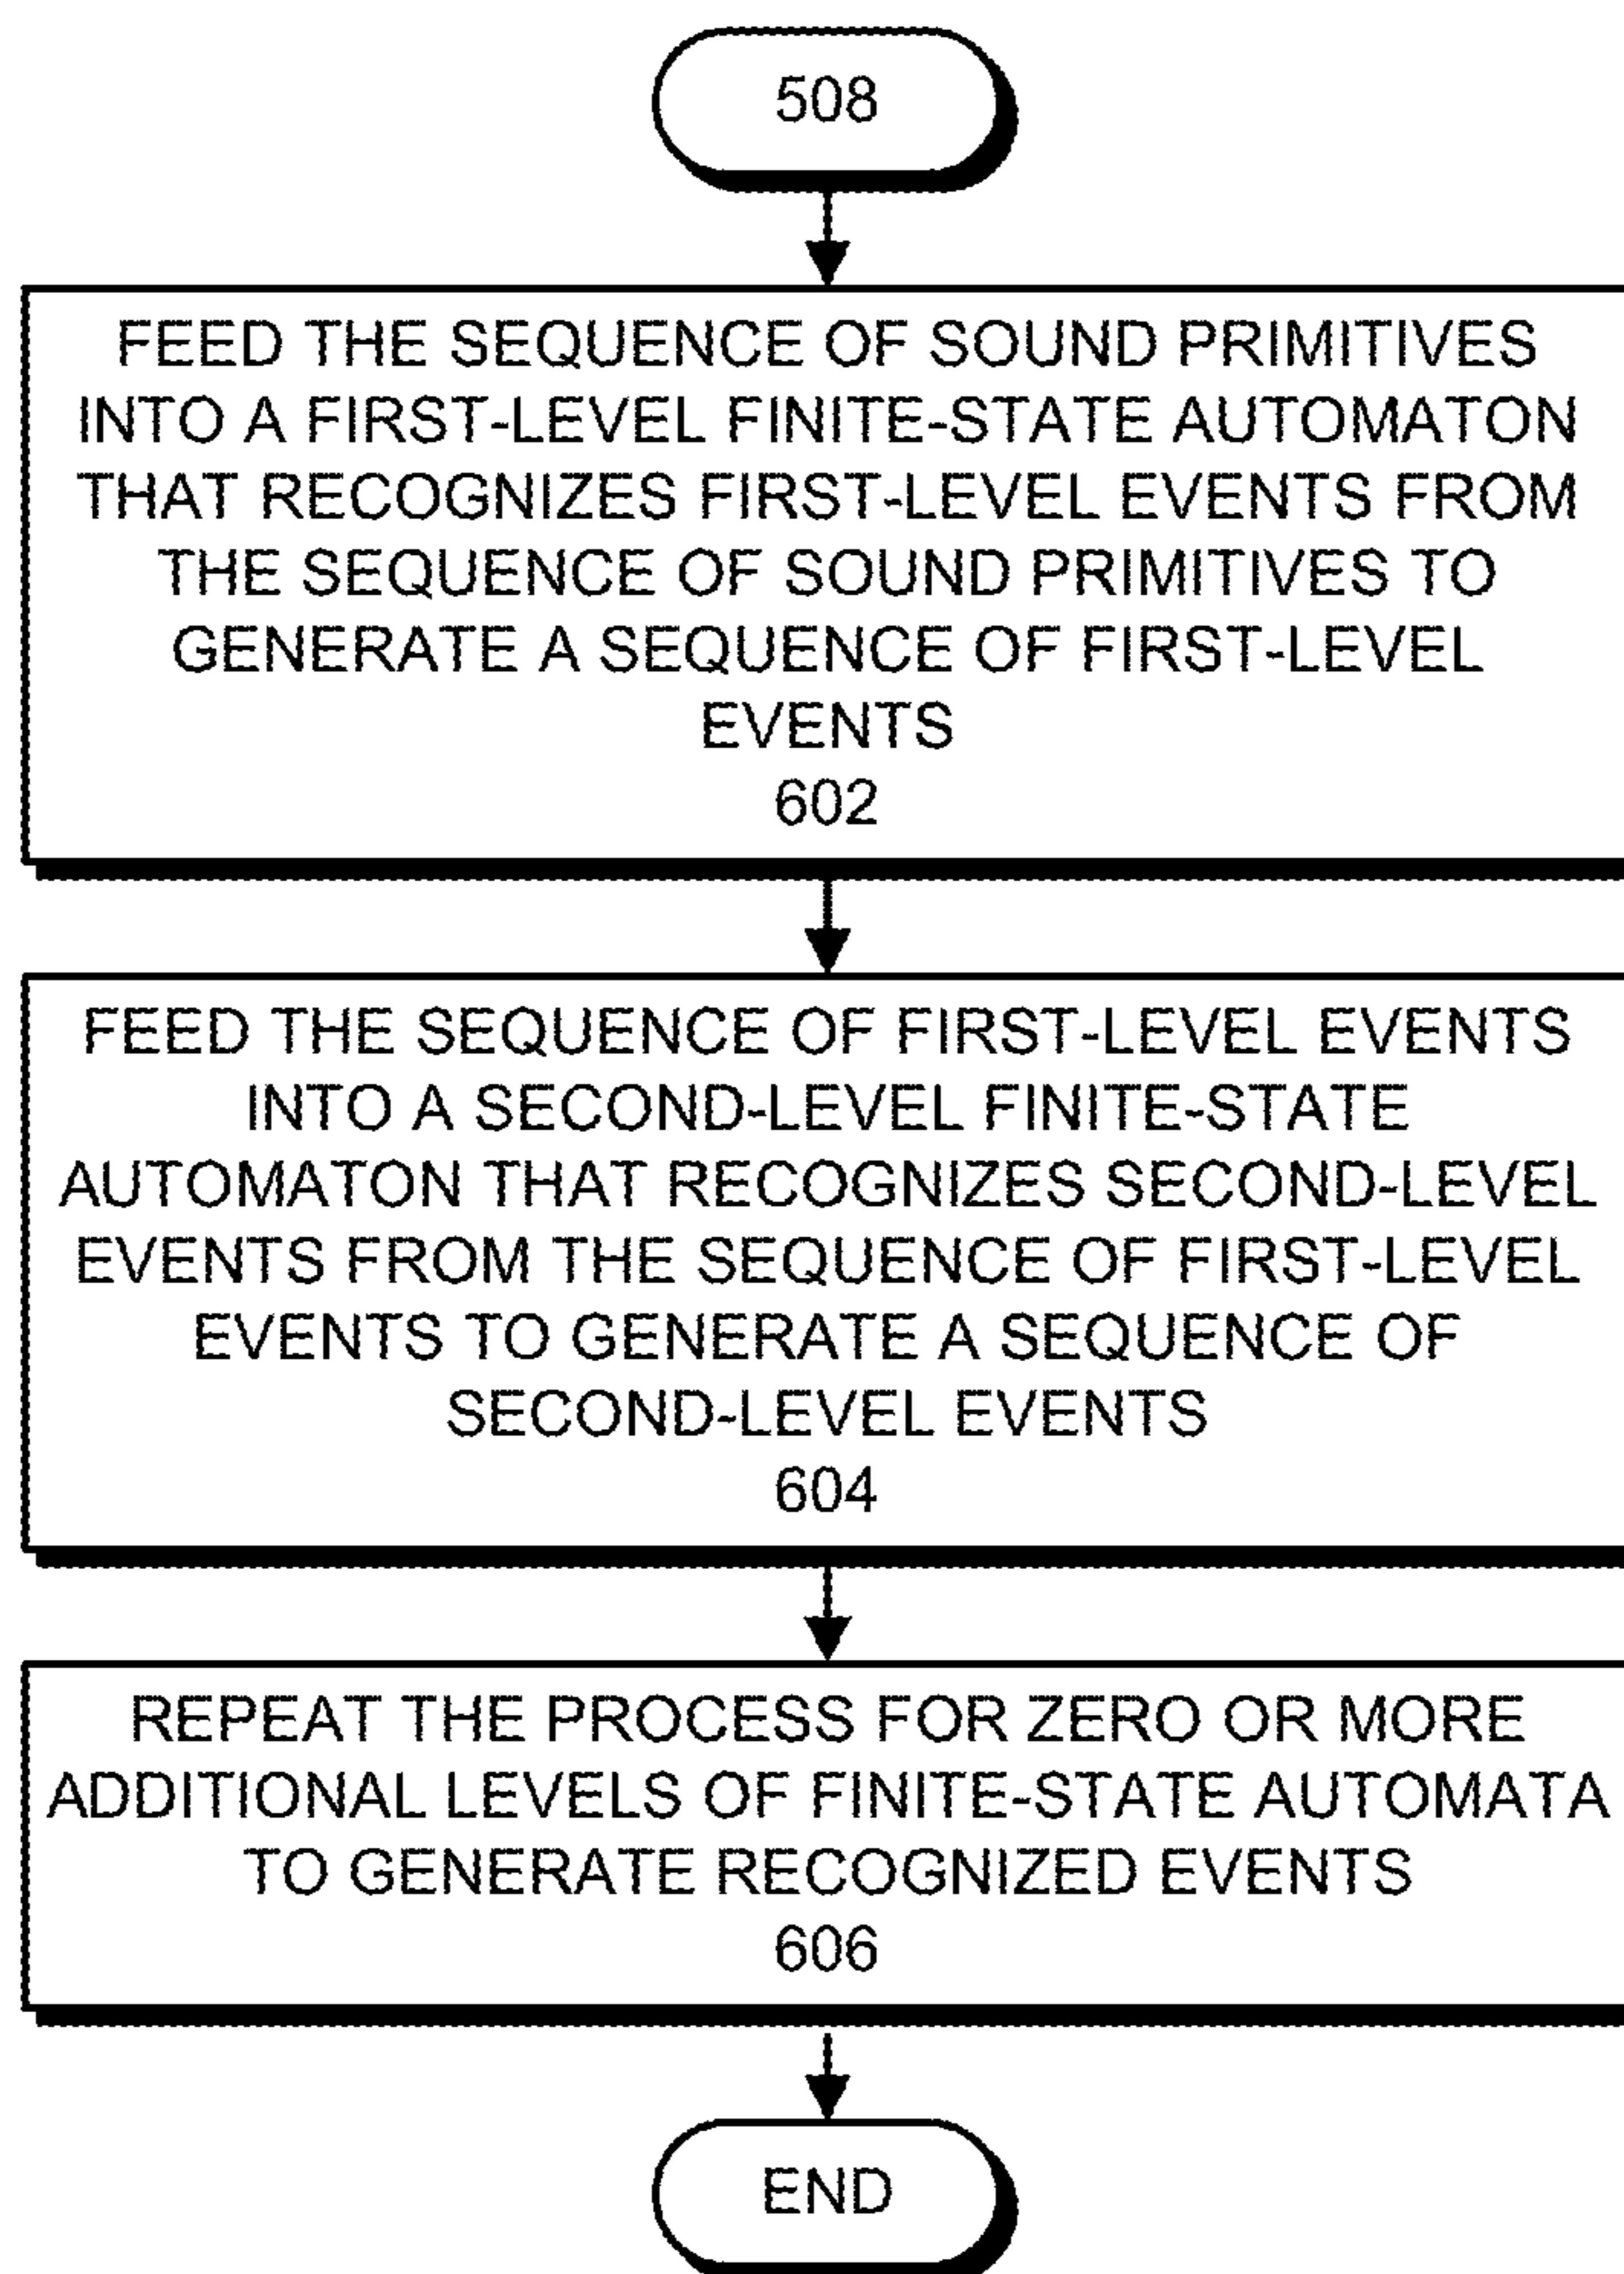 508
FEED THE SEQUENCE OF SOUND PRIMITIVES
INTO A FIRST-LEVEL FINITE-STATE AUTOMATON
THAT RECOGNIZES FIRST-LEVEL EVENTS FROM
THE SEQUENCE OF SOUND PRIMITIVES TO
GENERATE A SEQUENCE OF FIRST-LEVEL
EVENTS
602
FEED THE SEQUENCE OF FIRST-LEVEL EVENTS
INTO A SECOND-LEVEL FINITE-STATE
AUTOMATON THAT RECOGNIZES SECOND-LEVEL
EVENTS FROM THE SEQUENCE OF FIRST-LEVEL
EVENTS TO GENERATE A SEQUENCE OF
SECOND-LEVEL EVENTS
604
REPEAT THE PROCESS FOR ZERO OR MORE
ADDITIONAL LEVELS OF FINITE-STATE AUTOMATA
TO GENERATE RECOGNIZED EVENTS
606
END